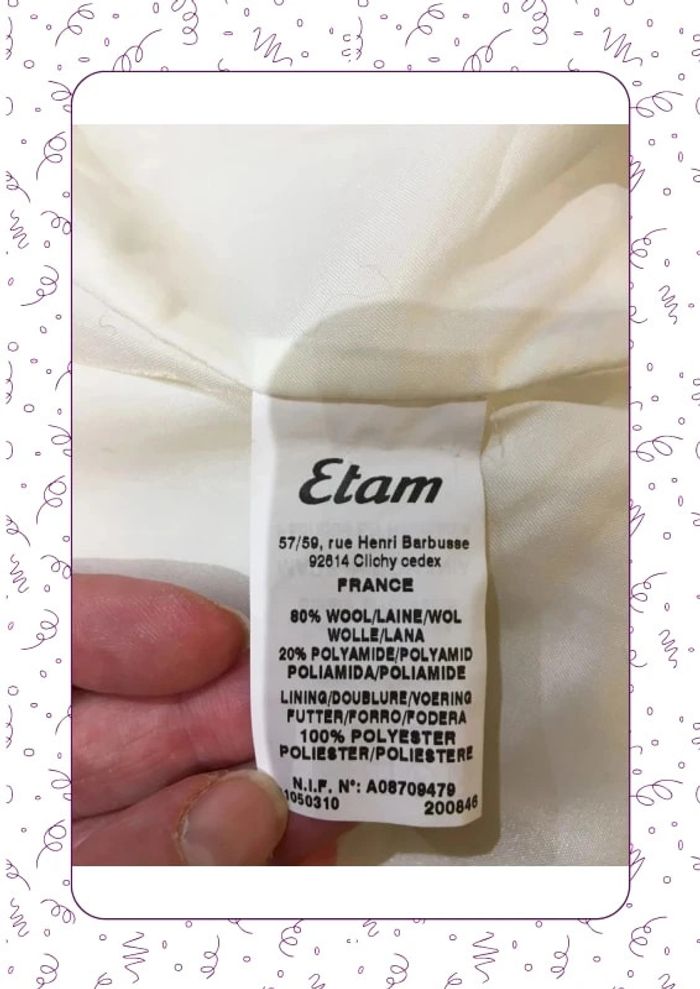 Etam
57/59, rue Henri Barbusse
92614 Clichy cedex
FRANCE
80% WOOL/LAINE/WOL
WOLLE/LANA
20% POLYAMIDE/POLYAMID
POLIAMIDA/POLIAMIDE
LINING/DOUBLURE/VOERING
FUTTER/FORRO/FODERA
100% POLYESTER
POLIESTER/POLIESTERE
N.I.F. N°: A08709479
1050310 200846